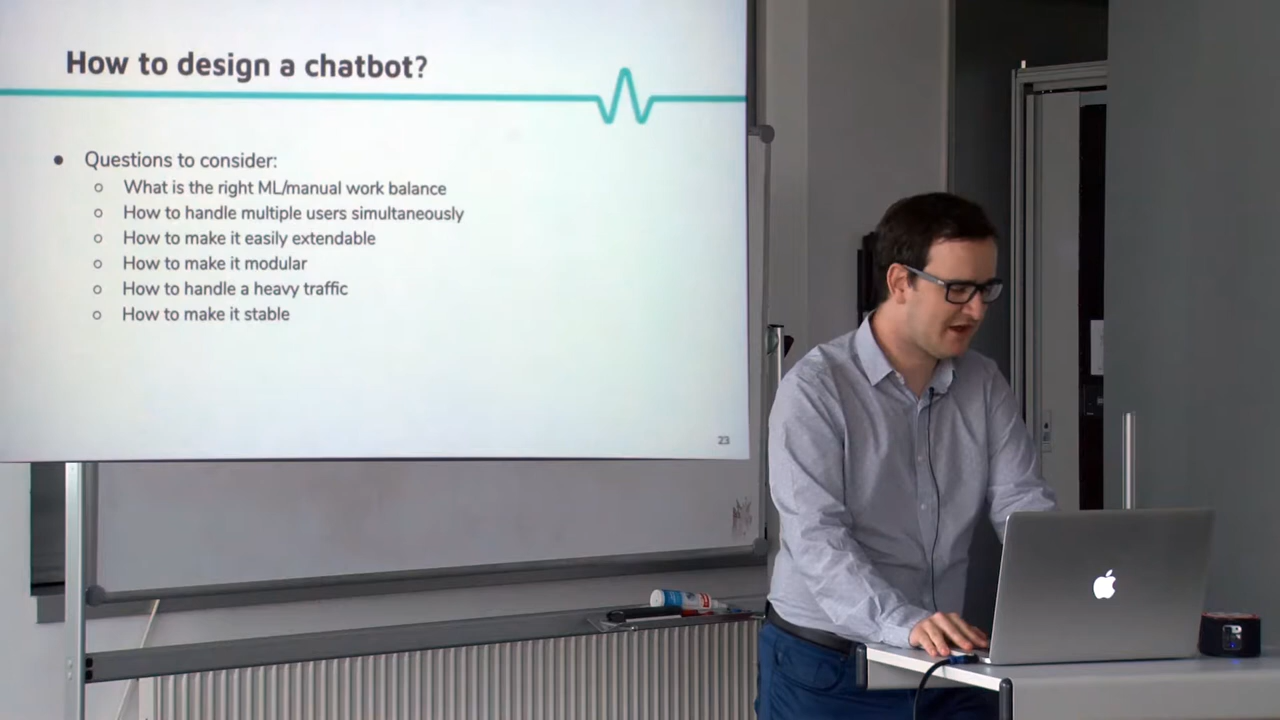 How to design a chatbot?
● Questions to consider:
○ What is the right ML/manual work balance
○ How to handle multiple users simultaneously
○ How to make it easily extendable
○ How to make it modular
○ How to handle a heavy traffic
○ How to make it stable
23